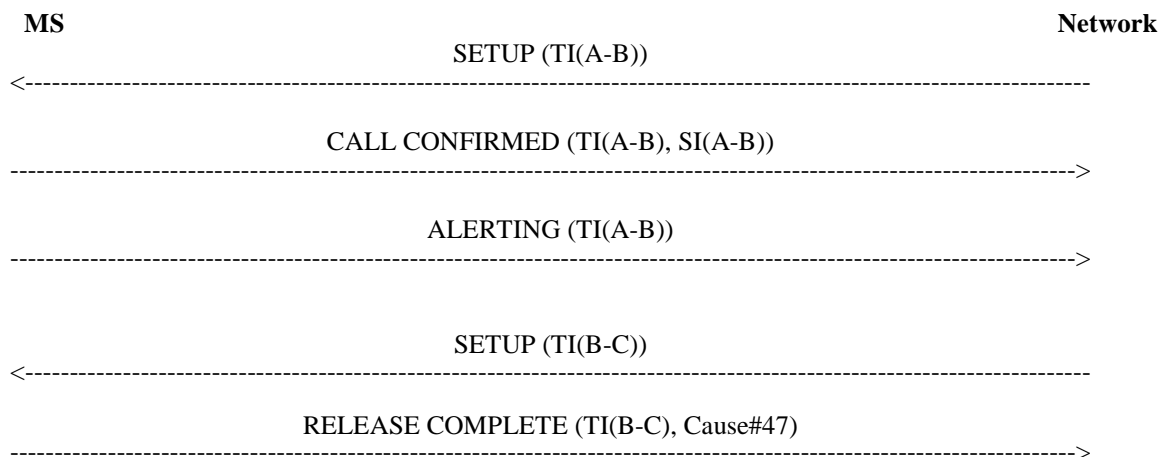 MS Network
SETUP (TI(A-B))
<------------------------------------------------------------------------------------------------------------------------
CALL CONFIRMED (TI(A-B), SI(A-B))
------------------------------------------------------------------------------------------------------------------------>
ALERTING (TI(A-B))
------------------------------------------------------------------------------------------------------------------------>
SETUP (TI(B-C))
<------------------------------------------------------------------------------------------------------------------------
RELEASE COMPLETE (TI(B-C), Cause#47)
------------------------------------------------------------------------------------------------------------------------>